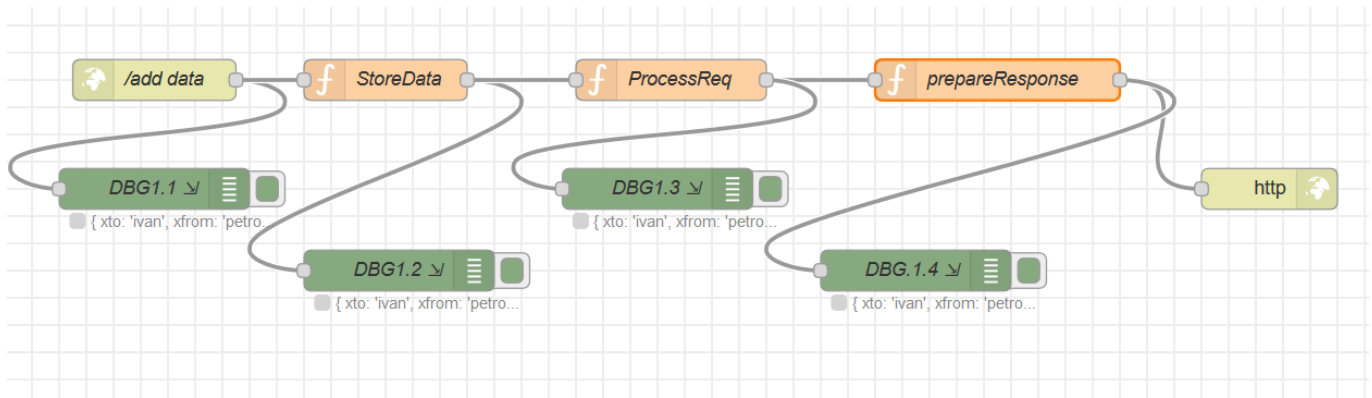 /add data
StoreData
ProcessReq
prepareResponse
DBG1.1
DBG1.3
http
{ xto: 'ivan', xfrom: 'petro...
{ xto: 'ivan', xfrom: 'petro...
DBG1.2
DBG.1.4
{ xto: 'ivan', xfrom: 'petro...
{ xto: 'ivan', xfrom: 'petro...